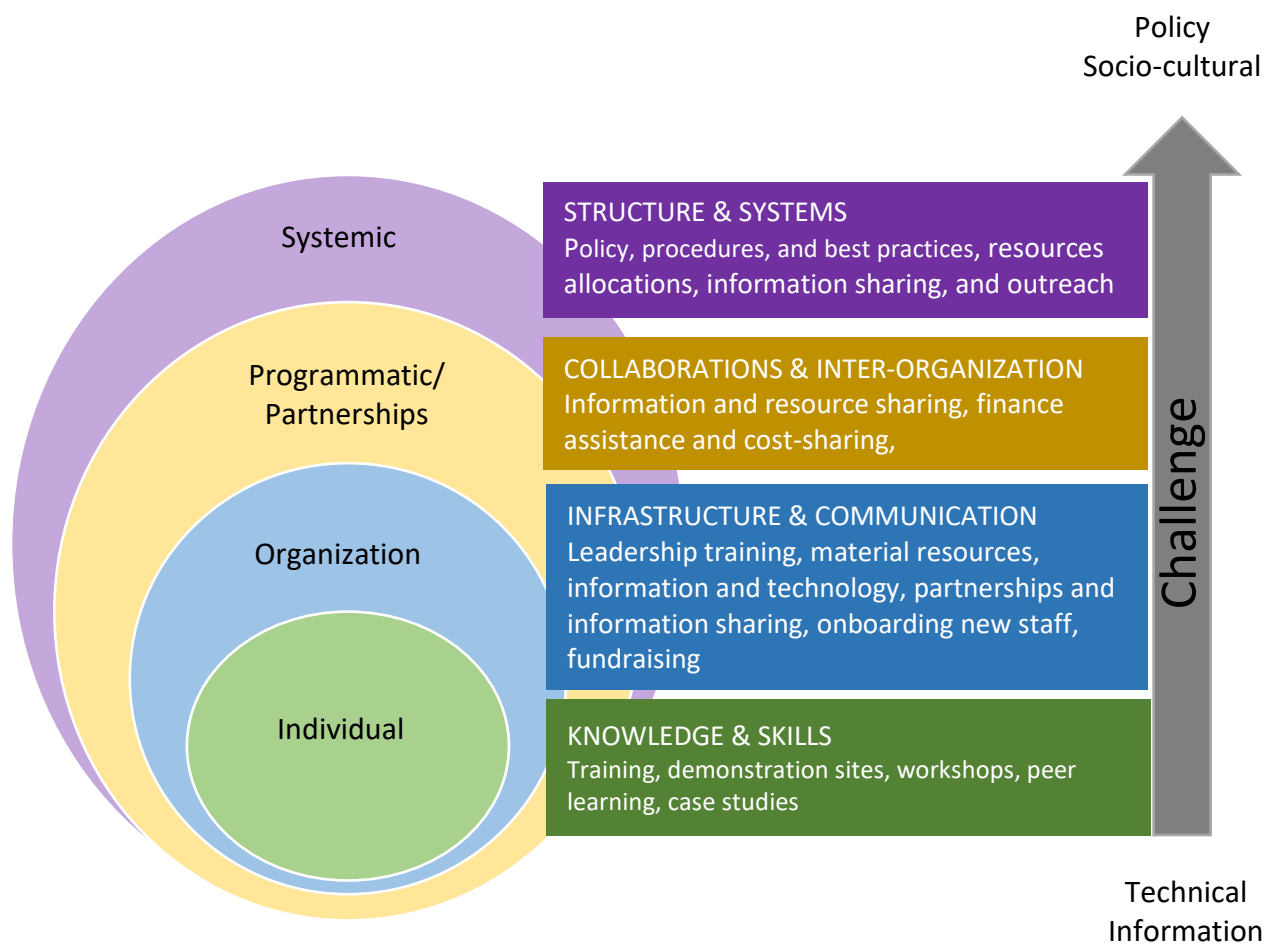 Policy
Socio-cultural
Systemic
STRUCTURE & SYSTEMS
Policy, procedures, and best practices, resources
allocations, information sharing, and outreach
Programmatic/
Partnerships
COLLABORATIONS & INTER-ORGANIZATION
Information and resource sharing, finance
assistance and cost-sharing,
Organization
INFRASTRUCTURE & COMMUNICATION
Leadership training, material resources,
information and technology, partnerships and
information sharing, onboarding new staff,
fundraising
Individual
KNOWLEDGE & SKILLS
Training, demonstration sites, workshops, peer
learning, case studies
Challenge
Technical
Information